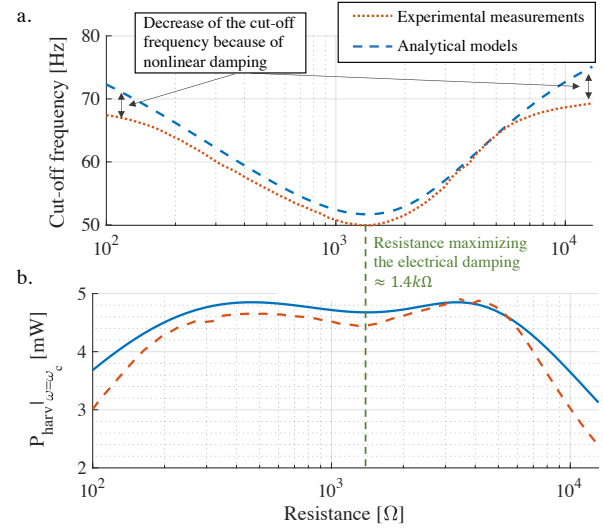 a.
Decrease of the cut-off
frequency because of
nonlinear damping
Experimental measurements
Analytical models
Cut-off frequency [Hz]
80
70
60
50
10^2
10^3
10^4
Resistance maximizing
the electrical damping
≈ 1.4kΩ
b.
P_harv|_ω=ω_c [mW]
5
4
3
2
10^2
10^3
10^4
Resistance [Ω]